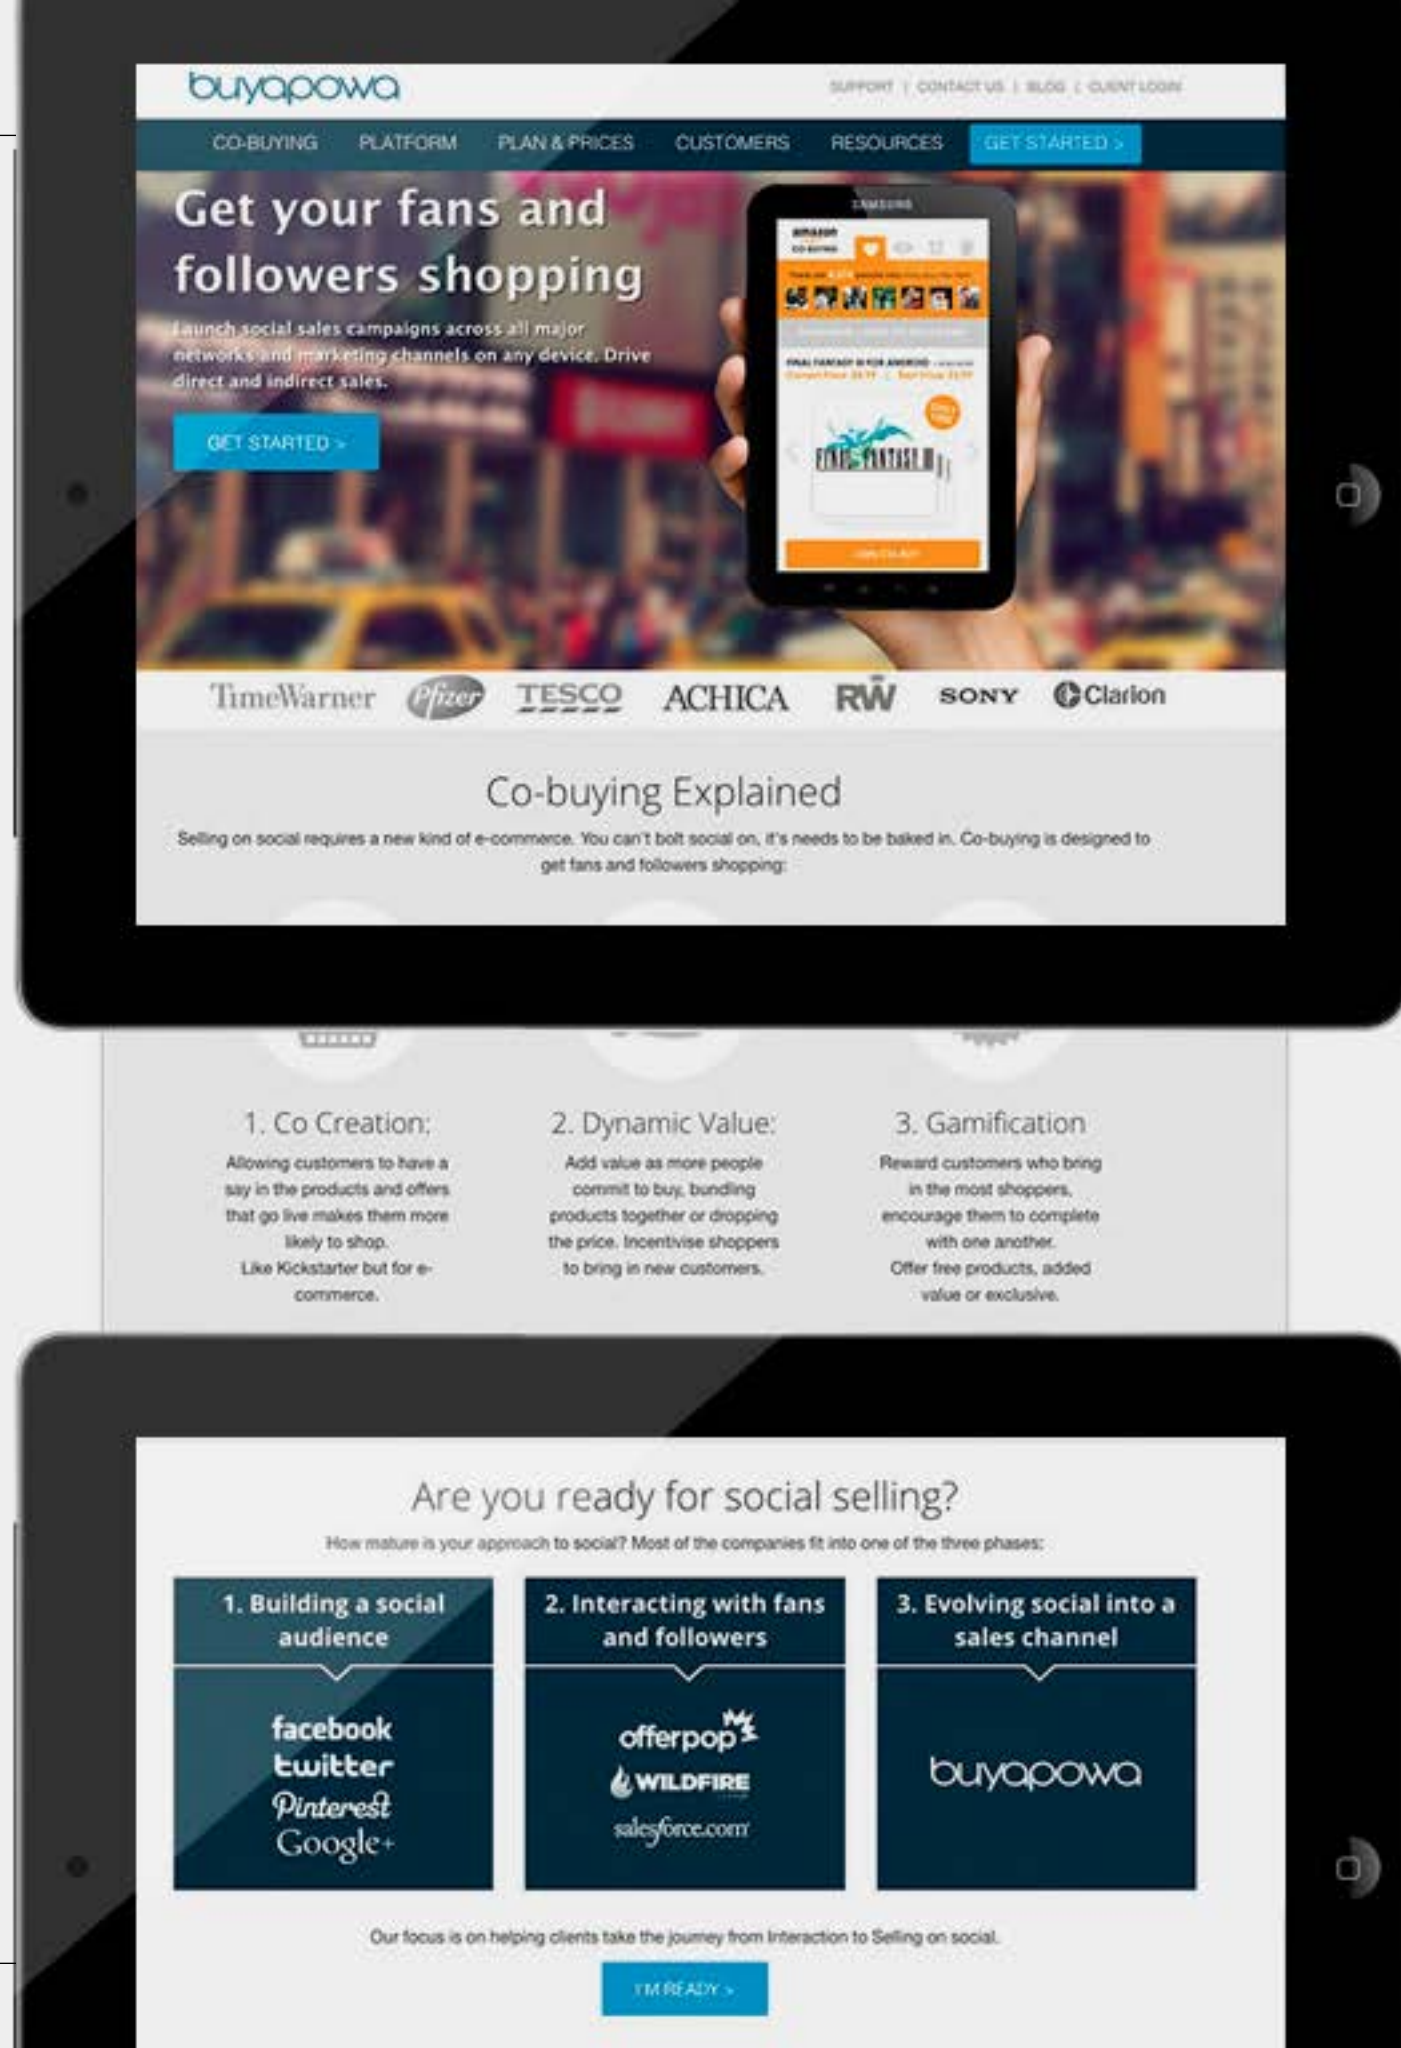 buyapowa
SUPPORT | CONTACT US | BLOG | CLIENT LOGIN
CO-BUYING PLATFORM PLAN & PRICES CUSTOMERS RESOURCES GET STARTED >
Get your fans and
followers shopping
Launch social sales campaigns across all major
networks and marketing channels on any device. Drive
direct and indirect sales.
GET STARTED >
SAMSUNG
amazon
CO-BUYING
FINAL FANTASY III FOR ANDROID
FINAL FANTASY III
TimeWarner Pfizer TESCO ACHICA RW SONY Clarion
Co-buying Explained
Selling on social requires a new kind of e-commerce. You can't bolt social on, it's needs to be baked in. Co-buying is designed to
get fans and followers shopping:
1. Co Creation:
Allowing customers to have a
say in the products and offers
that go live makes them more
likely to shop.
Like Kickstarter but for e-
commerce.
2. Dynamic Value:
Add value as more people
commit to buy, bundling
products together or dropping
the price. Incentivise shoppers
to bring in new customers.
3. Gamification
Reward customers who bring
in the most shoppers,
encourage them to complete
with one another.
Offer free products, added
value or exclusive.
Are you ready for social selling?
How mature is your approach to social? Most of the companies fit into one of the three phases:
1. Building a social
audience
facebook
twitter
Pinterest
Google+
2. Interacting with fans
and followers
offerpop
WILDFIRE
salesforce.com
3. Evolving social into a
sales channel
buyapowa
Our focus is on helping clients take the journey from Interaction to Selling on social.
I'M READY >